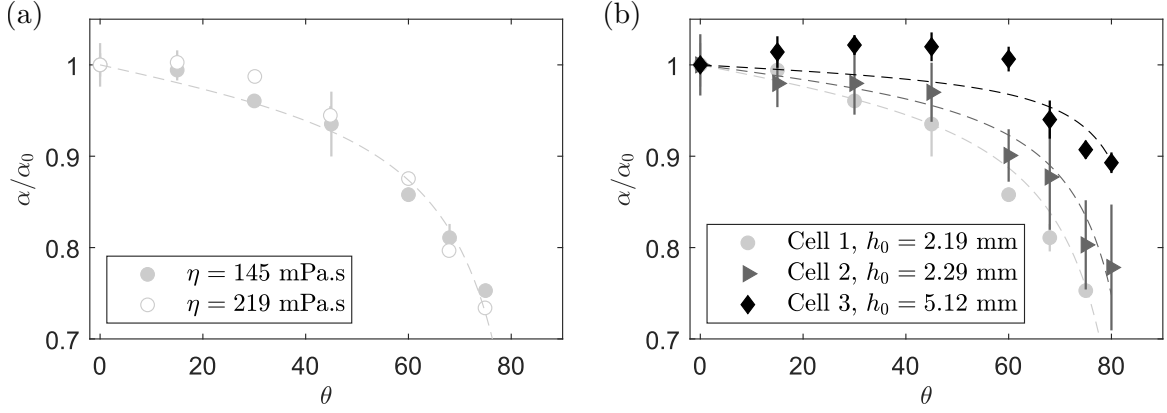 (a)
α/α₀
1
0.9
0.8
0.7
η = 145 mPa.s
η = 219 mPa.s
0 20 40 60 80
θ
(b)
α/α₀
1
0.9
0.8
0.7
Cell 1, h₀ = 2.19 mm
Cell 2, h₀ = 2.29 mm
Cell 3, h₀ = 5.12 mm
0 20 40 60 80
θ